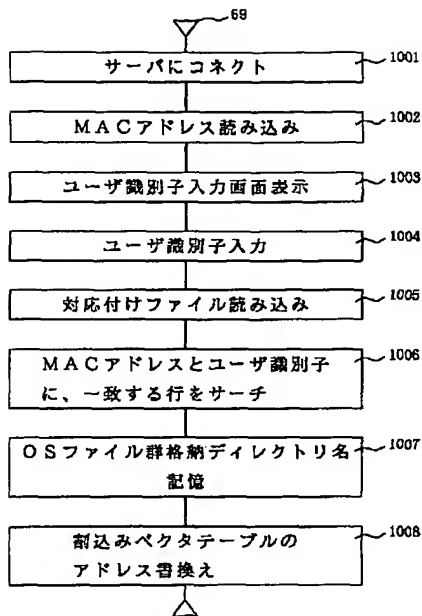 69
サーバにコネクト
1001
MACアドレス読み込み
1002
ユーザ識別子入力画面表示
1003
ユーザ識別子入力
1004
対応付けファイル読み込み
1005
MACアドレスとユーザ識別子
に、一致する行をサーチ
1006
OSファイル群格納ディレクトリ名
記憶
1007
割込みベクタテーブルの
アドレス書換え
1008